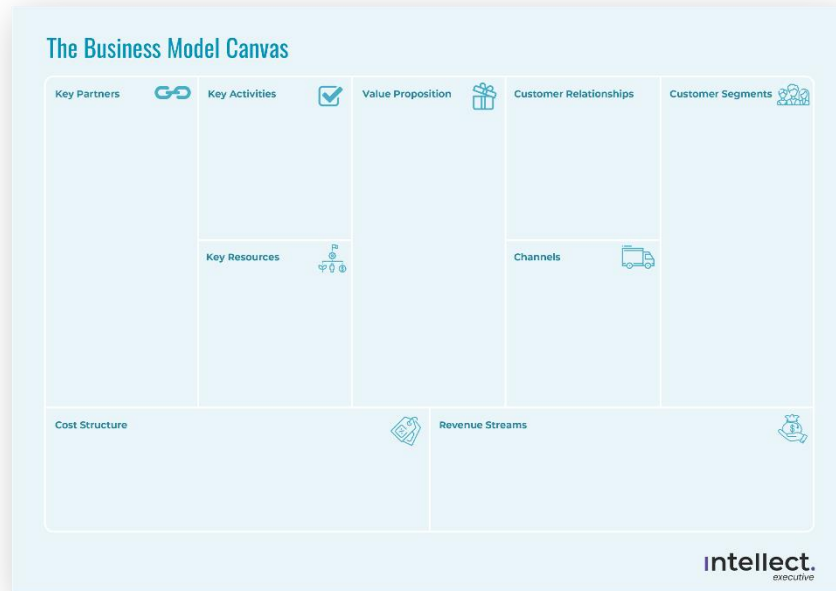 The Business Model Canvas
Key Partners
Key Activities
Value Proposition
Customer Relationships
Customer Segments
Key Resources
Channels
Cost Structure
Revenue Streams
intellect.
executive